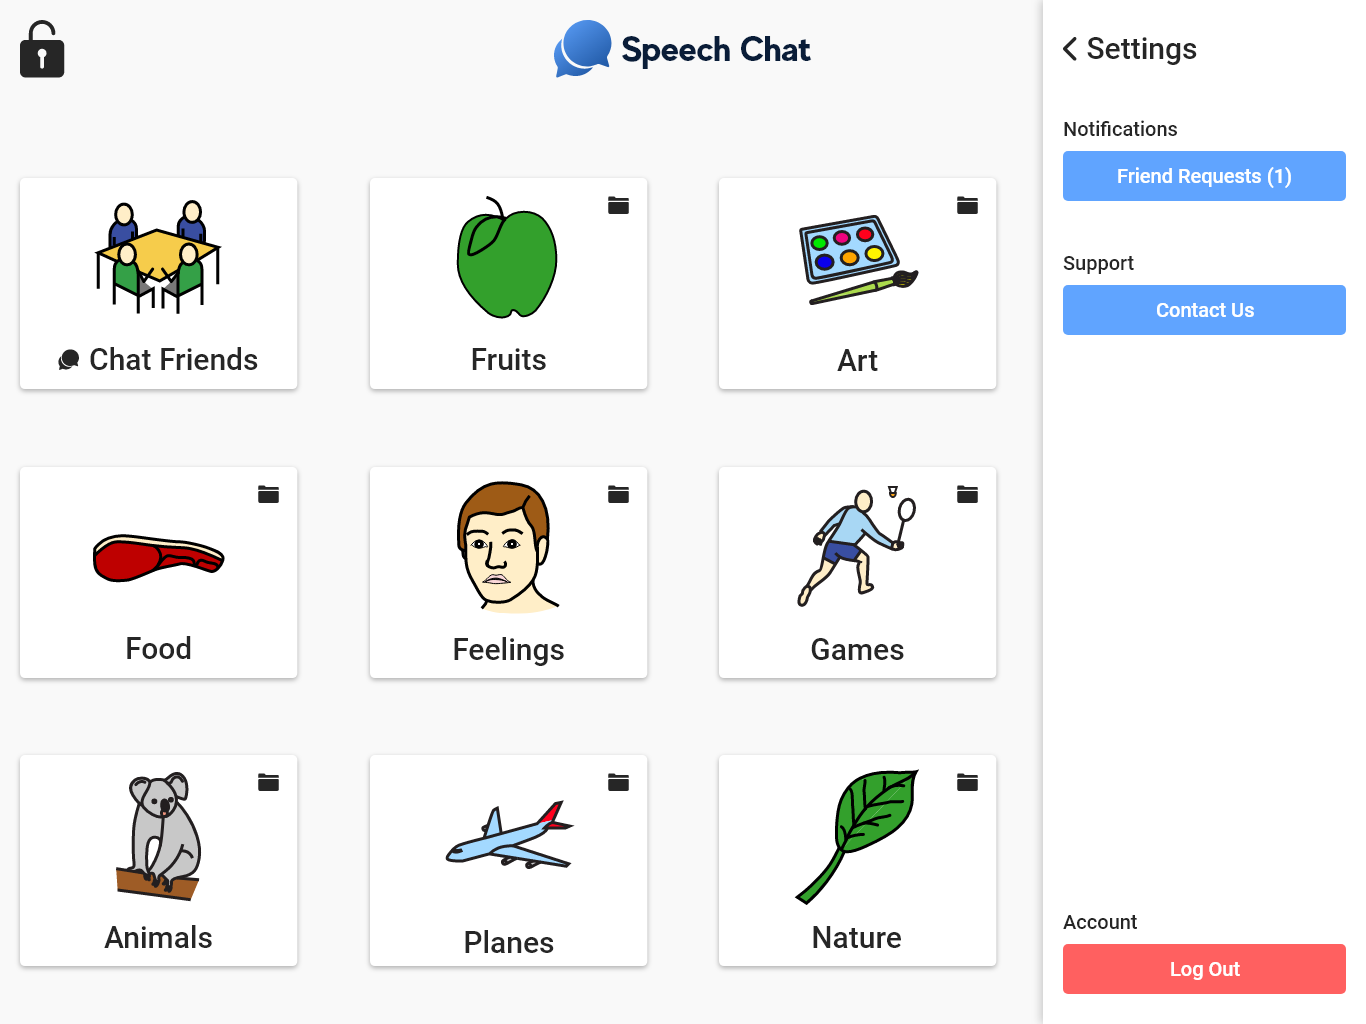 Speech Chat
Chat Friends
Fruits
Art
Food
Feelings
Games
Animals
Planes
Nature
Settings
Notifications
Friend Requests (1)
Support
Contact Us
Account
Log Out